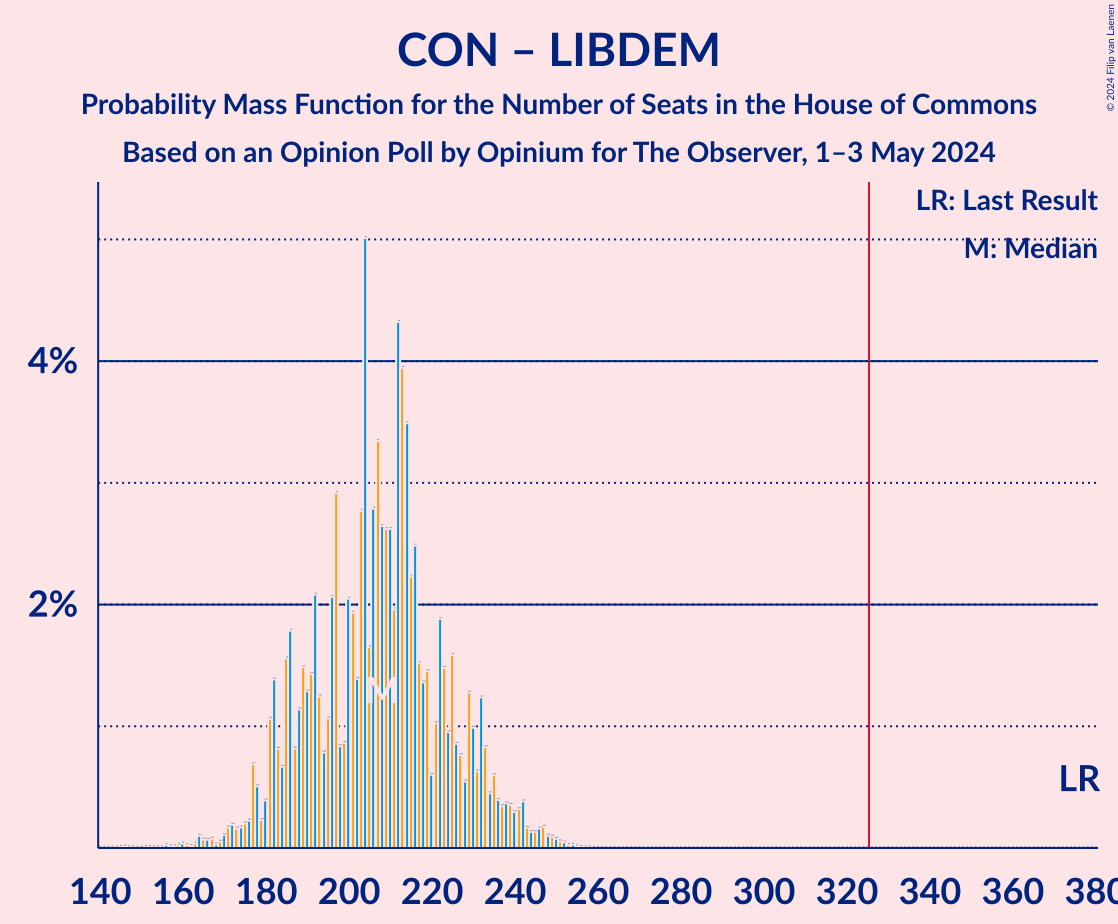 CON – LIBDEM
Probability Mass Function for the Number of Seats in the House of Commons
Based on an Opinion Poll by Opinium for The Observer, 1–3 May 2024
© 2024 Filip van Laenen
LR: Last Result
M: Median
4%
2%
M
LR
140 160 180 200 220 240 260 280 300 320 340 360 380